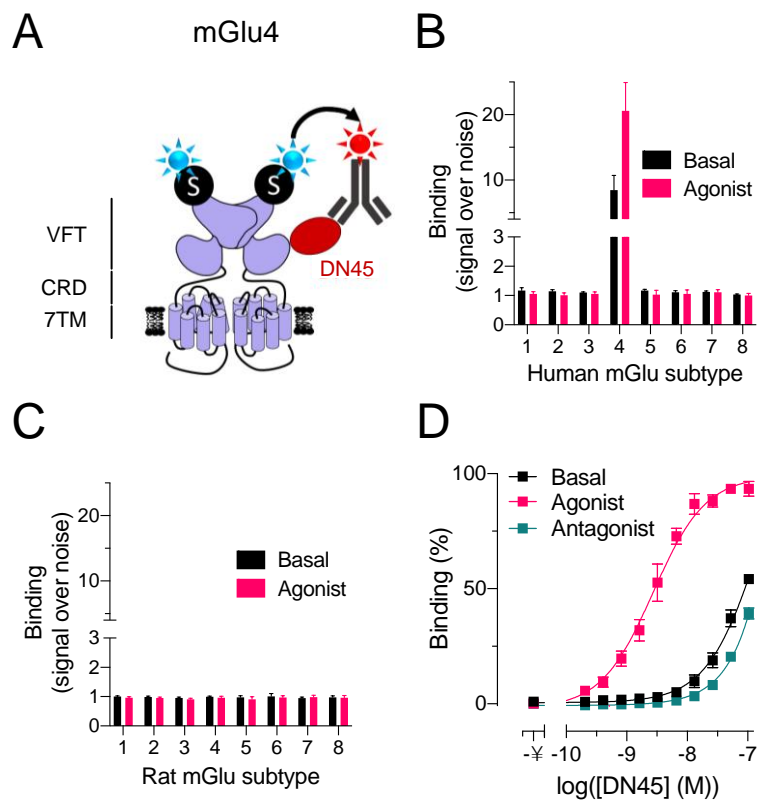 A
mGlu4
S
S
VFT
DN45
CRD
7TM
B
20
10
3
2
1
0
Binding
(signal over noise)
Basal
Agonist
1 2 3 4 5 6 7 8
Human mGlu subtype
C
20
10
3
2
1
0
Binding
(signal over noise)
Basal
Agonist
1 2 3 4 5 6 7 8
Rat mGlu subtype
D
100
50
0
Binding (%)
Basal
Agonist
Antagonist
-¥ -10 -9 -8 -7
log([DN45] (M))